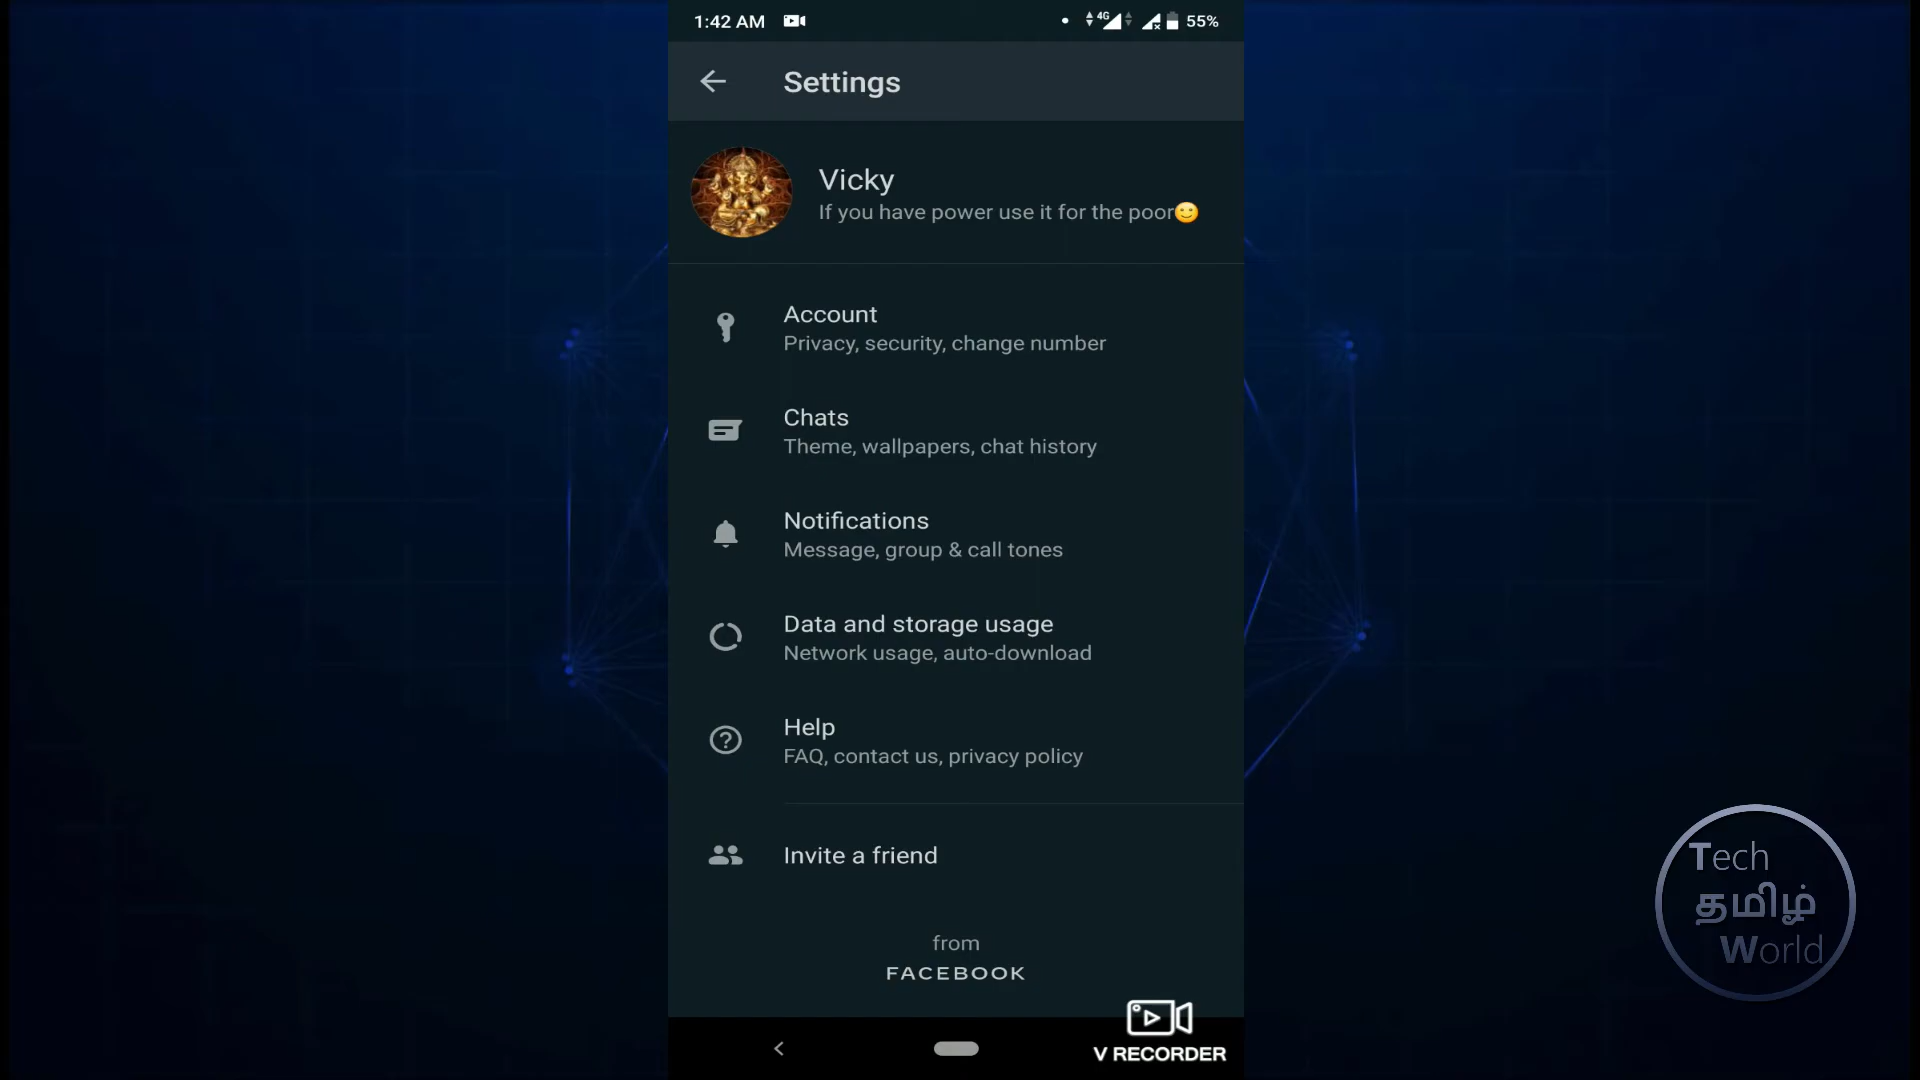 1:42 AM
4G
55%
Settings
Vicky
If you have power use it for the poor😊
Account
Privacy, security, change number
Chats
Theme, wallpapers, chat history
Notifications
Message, group & call tones
Data and storage usage
Network usage, auto-download
Help
FAQ, contact us, privacy policy
Invite a friend
from
FACEBOOK
V RECORDER
Tech
தமிழ்
World